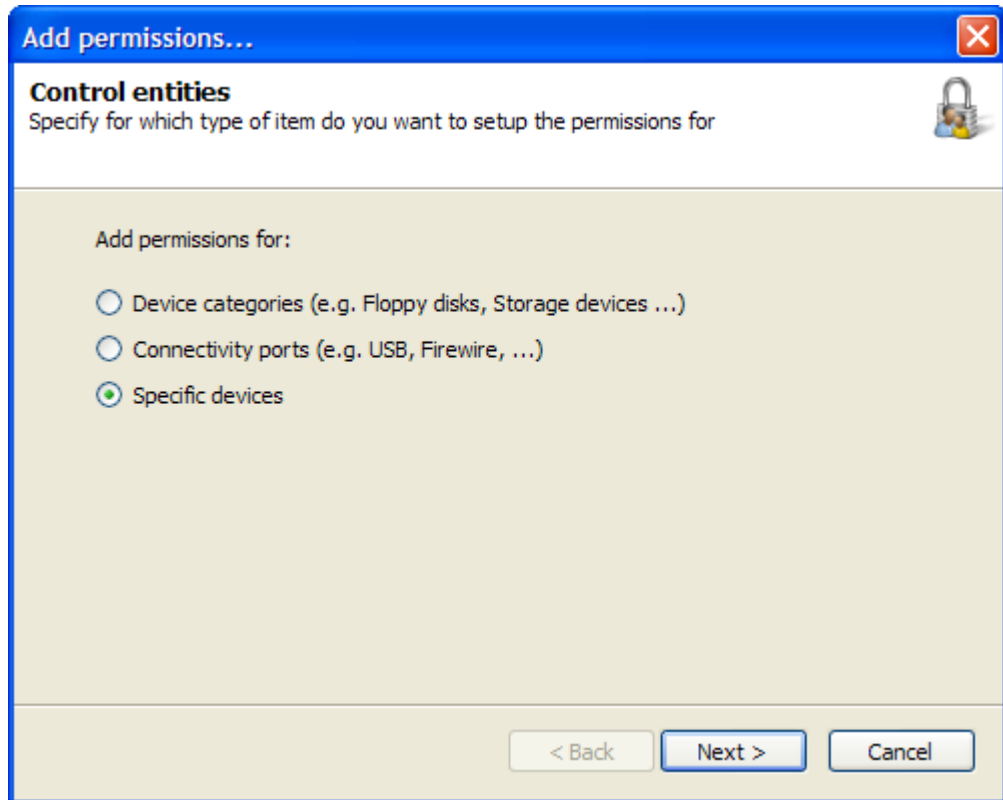 Add permissions...
Control entities
Specify for which type of item do you want to setup the permissions for
Add permissions for:
Device categories (e.g. Floppy disks, Storage devices ...)
Connectivity ports (e.g. USB, Firewire, ...)
Specific devices
< Back Next > Cancel